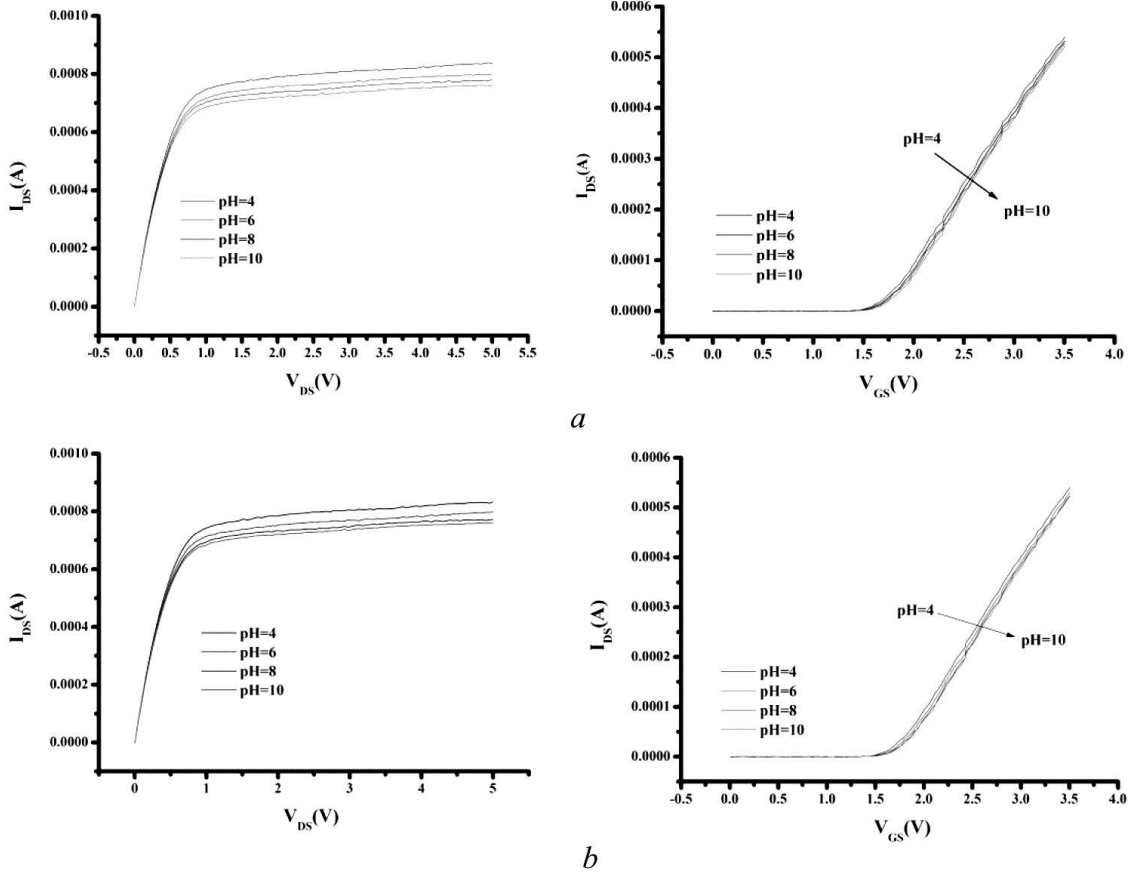 0.0010
0.0008
0.0006
0.0004
0.0002
0.0000
I_DS(A)
pH=4
pH=6
pH=8
pH=10
-0.5 0.0 0.5 1.0 1.5 2.0 2.5 3.0 3.5 4.0 4.5 5.0 5.5
V_DS(V)
0.0006
0.0005
0.0004
0.0003
0.0002
0.0001
0.0000
I_DS(A)
pH=4
pH=10
pH=4
pH=6
pH=8
pH=10
-0.5 0.0 0.5 1.0 1.5 2.0 2.5 3.0 3.5 4.0
V_GS(V)
a
0.0010
0.0008
0.0006
0.0004
0.0002
0.0000
I_DS(A)
pH=4
pH=6
pH=8
pH=10
0 1 2 3 4 5
V_DS(V)
0.0006
0.0005
0.0004
0.0003
0.0002
0.0001
0.0000
I_DS(A)
pH=4
pH=10
pH=4
pH=6
pH=8
pH=10
-0.5 0.0 0.5 1.0 1.5 2.0 2.5 3.0 3.5 4.0
V_GS(V)
b